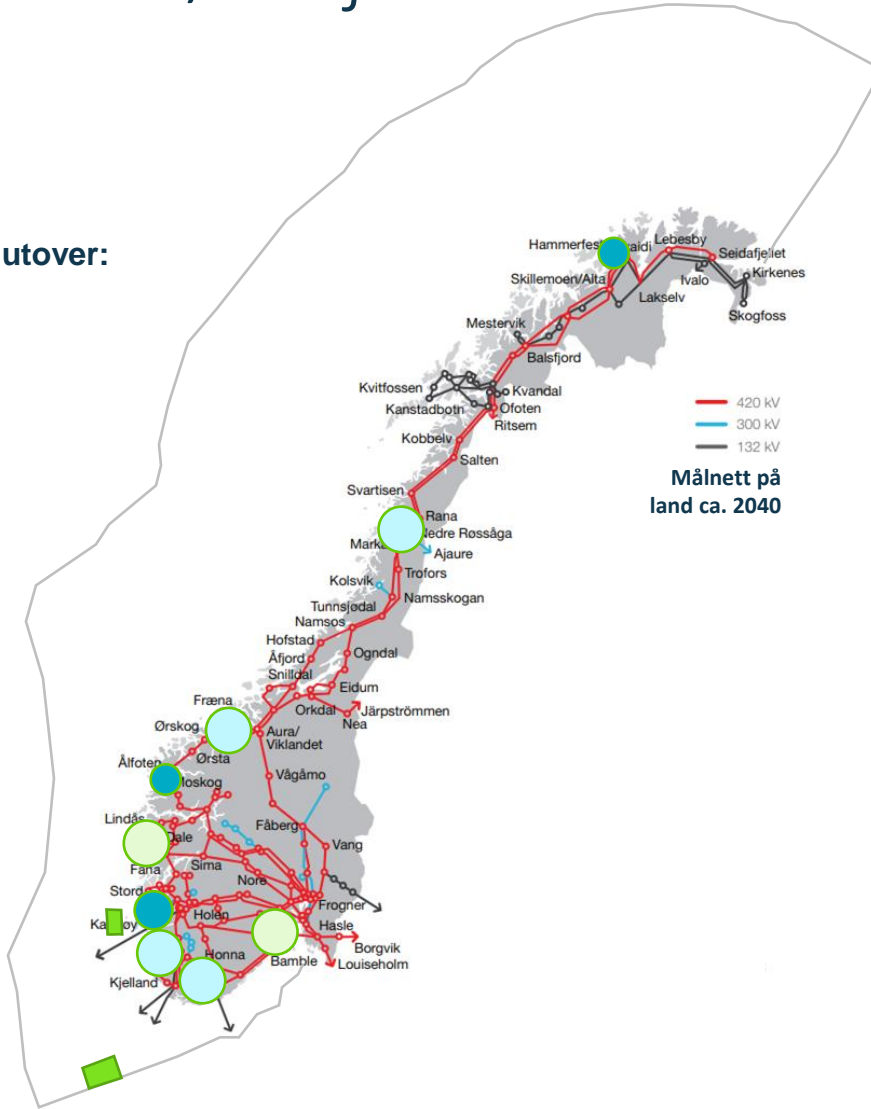 utover:
Lebesby
Seidafjellet
Kirkenes
Ivalo
Skillemoen/Alta
Lakselv
Skogfoss
Mestervik
Balsfjord
Kvitfossen
Kvandal
Kanstadbotn
Ofoten
Ritsem
420 kV
300 kV
132 kV
Målnett på
land ca. 2040
Kobbelv
Salten
Svartisen
Rana
Nedre Røssåga
Ajaure
Trofors
Kolsvik
Namsskogan
Tunnsjødal
Namsos
Hofstad
Ogndal
Åfjord
Snilldal
Eidum
Fræna
Orkdal
Järpströmmen
Nea
Ørskog
Aura/
Viklandet
Ørsta
Ålfoten
Moskog
Vågåmo
Lindås
Fåberg
Dale
Vang
Fana
Sima
Nore
Stord
Frogner
Holen
Hasle
Borgvik
Honna
Bamble
Louiseholm
Kjelland